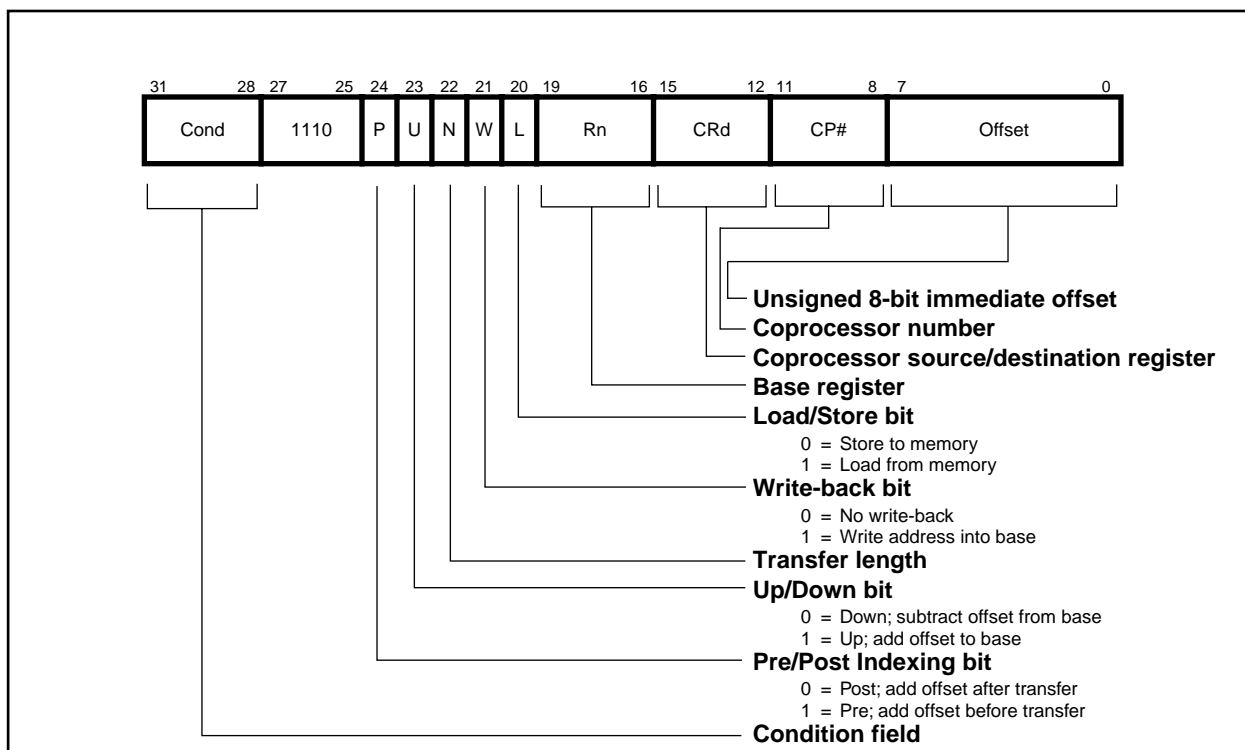 31 28 27 25 24 23 22 21 20 19 16 15 12 11 8 7 0
Cond 1110 P U N W L Rn CRd CP# Offset
Unsigned 8-bit immediate offset
Coprocessor number
Coprocessor source/destination register
Base register
Load/Store bit
0 = Store to memory
1 = Load from memory
Write-back bit
0 = No write-back
1 = Write address into base
Transfer length
Up/Down bit
0 = Down; subtract offset from base
1 = Up; add offset to base
Pre/Post Indexing bit
0 = Post; add offset after transfer
1 = Pre; add offset before transfer
Condition field